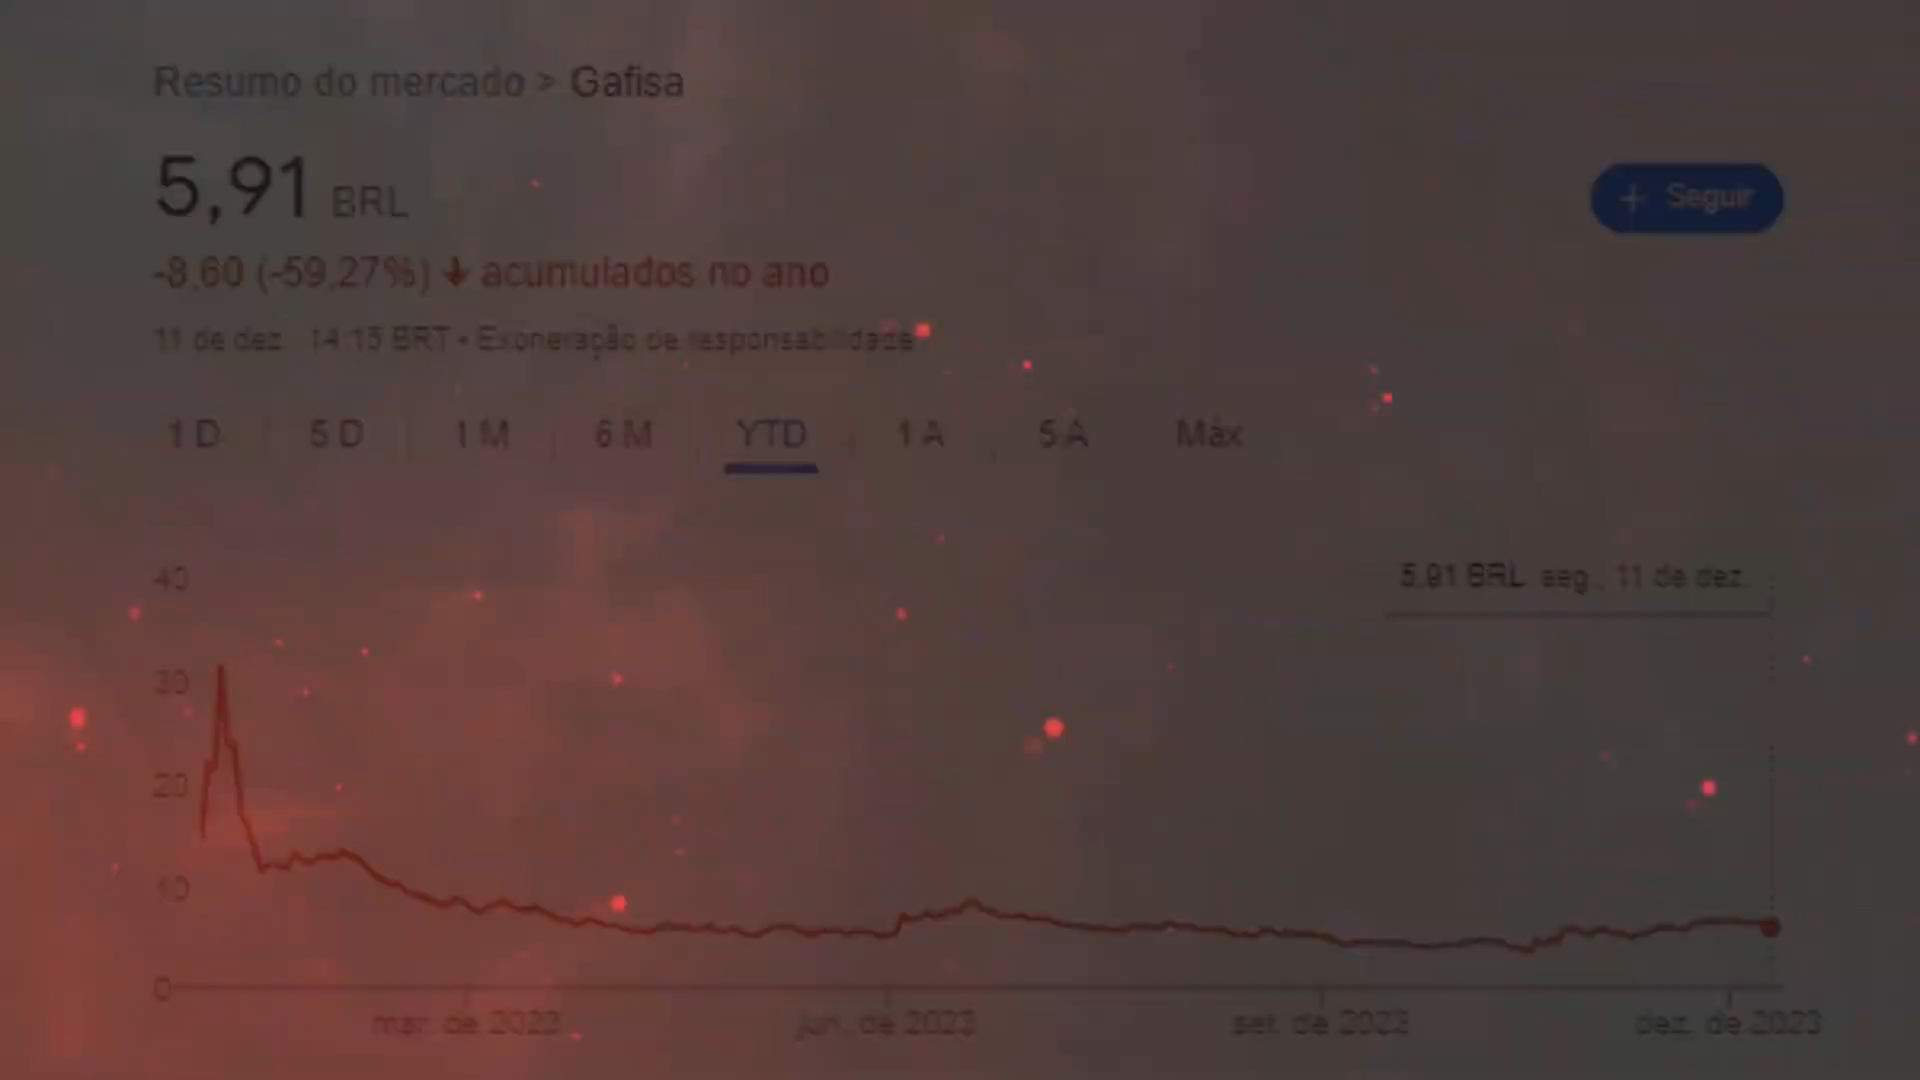 Resumo do mercado > Gafisa
5,91 BRL
+ Seguir
-8,60 (-59,27%) ↓ acumulados no ano
11 de dez. 14:15 BRT • Exoneração de responsabilidade
1 D 5 D 1 M 6 M YTD 1 A 5 A Máx
40
5,91 BRL seg., 11 de dez.
30
20
10
0
mar. de 2023 jun. de 2023 set. de 2023 dez. de 2023